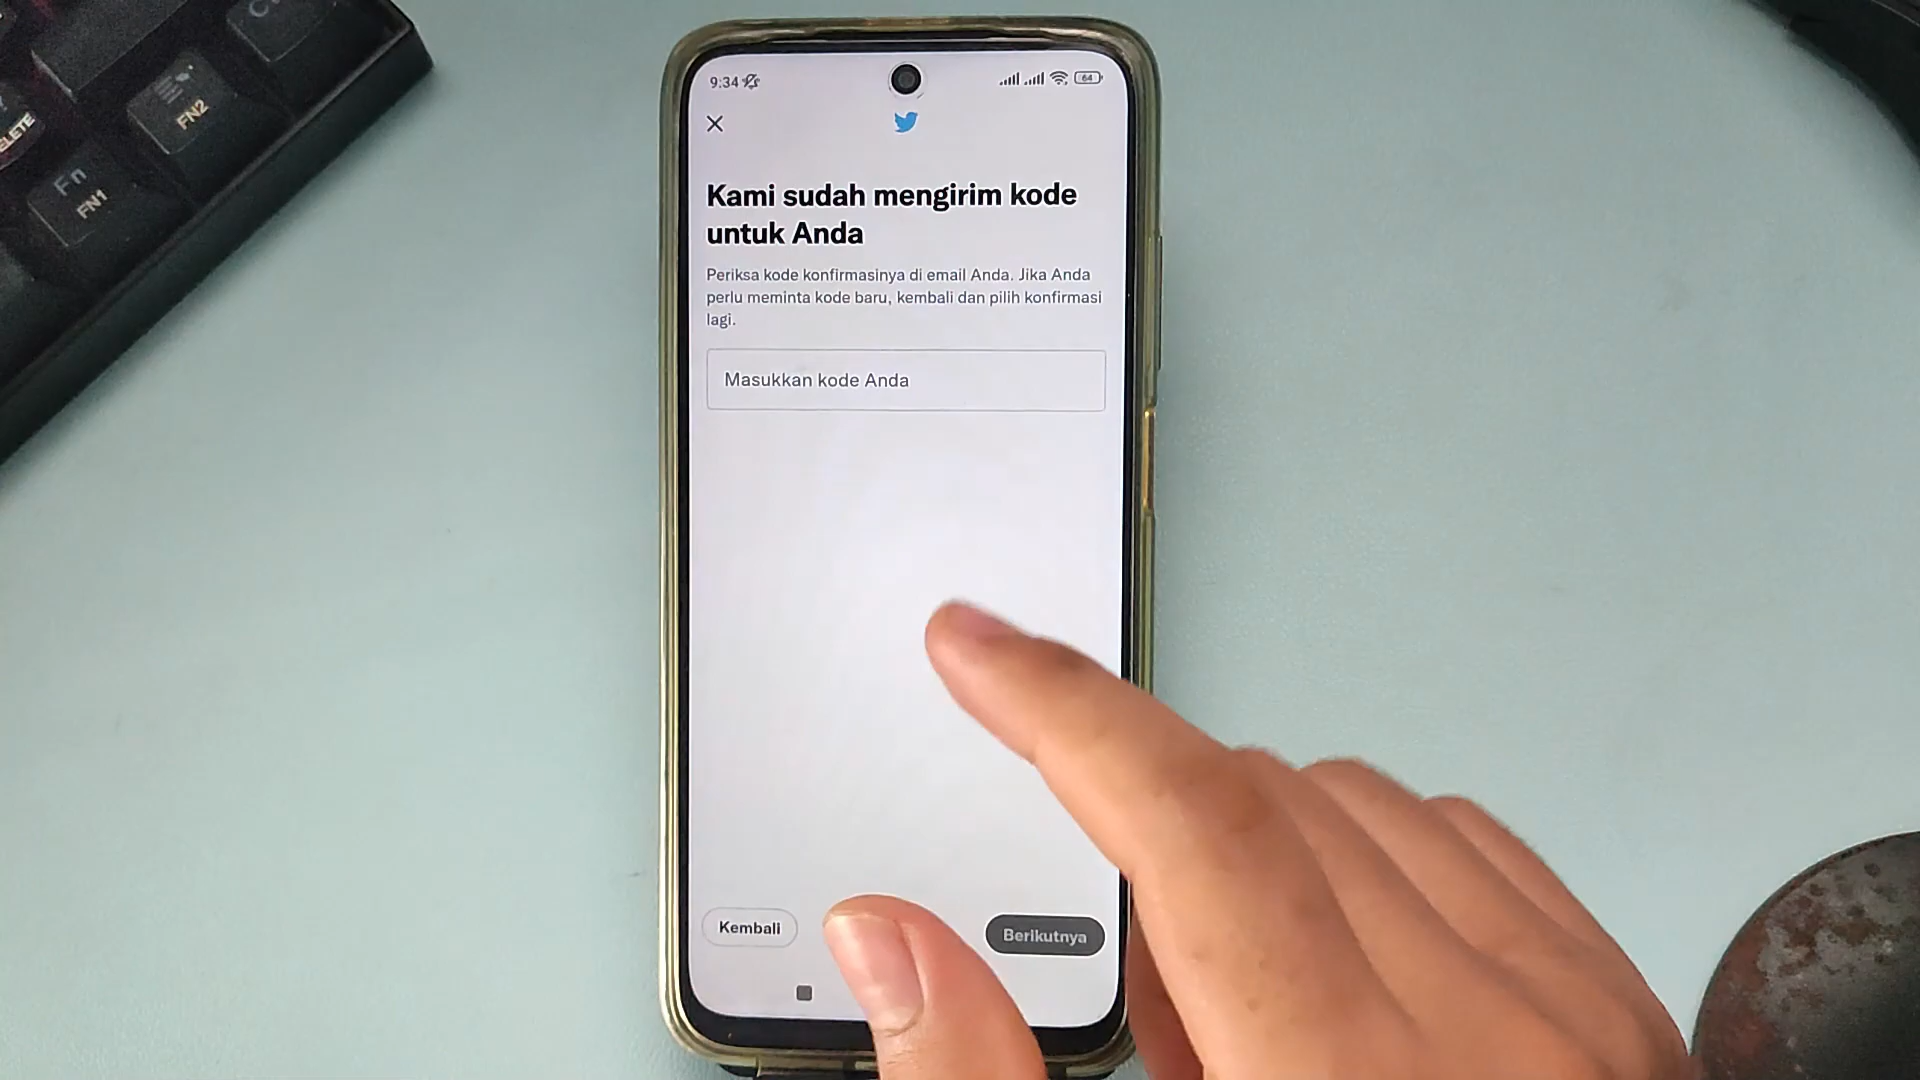 FN2
Fn
FN1
9:34
64
Kami sudah mengirim kode
untuk Anda
Periksa kode konfirmasinya di email Anda. Jika Anda
perlu meminta kode baru, kembali dan pilih konfirmasi
lagi.
Masukkan kode Anda
Kembali
Berikutnya